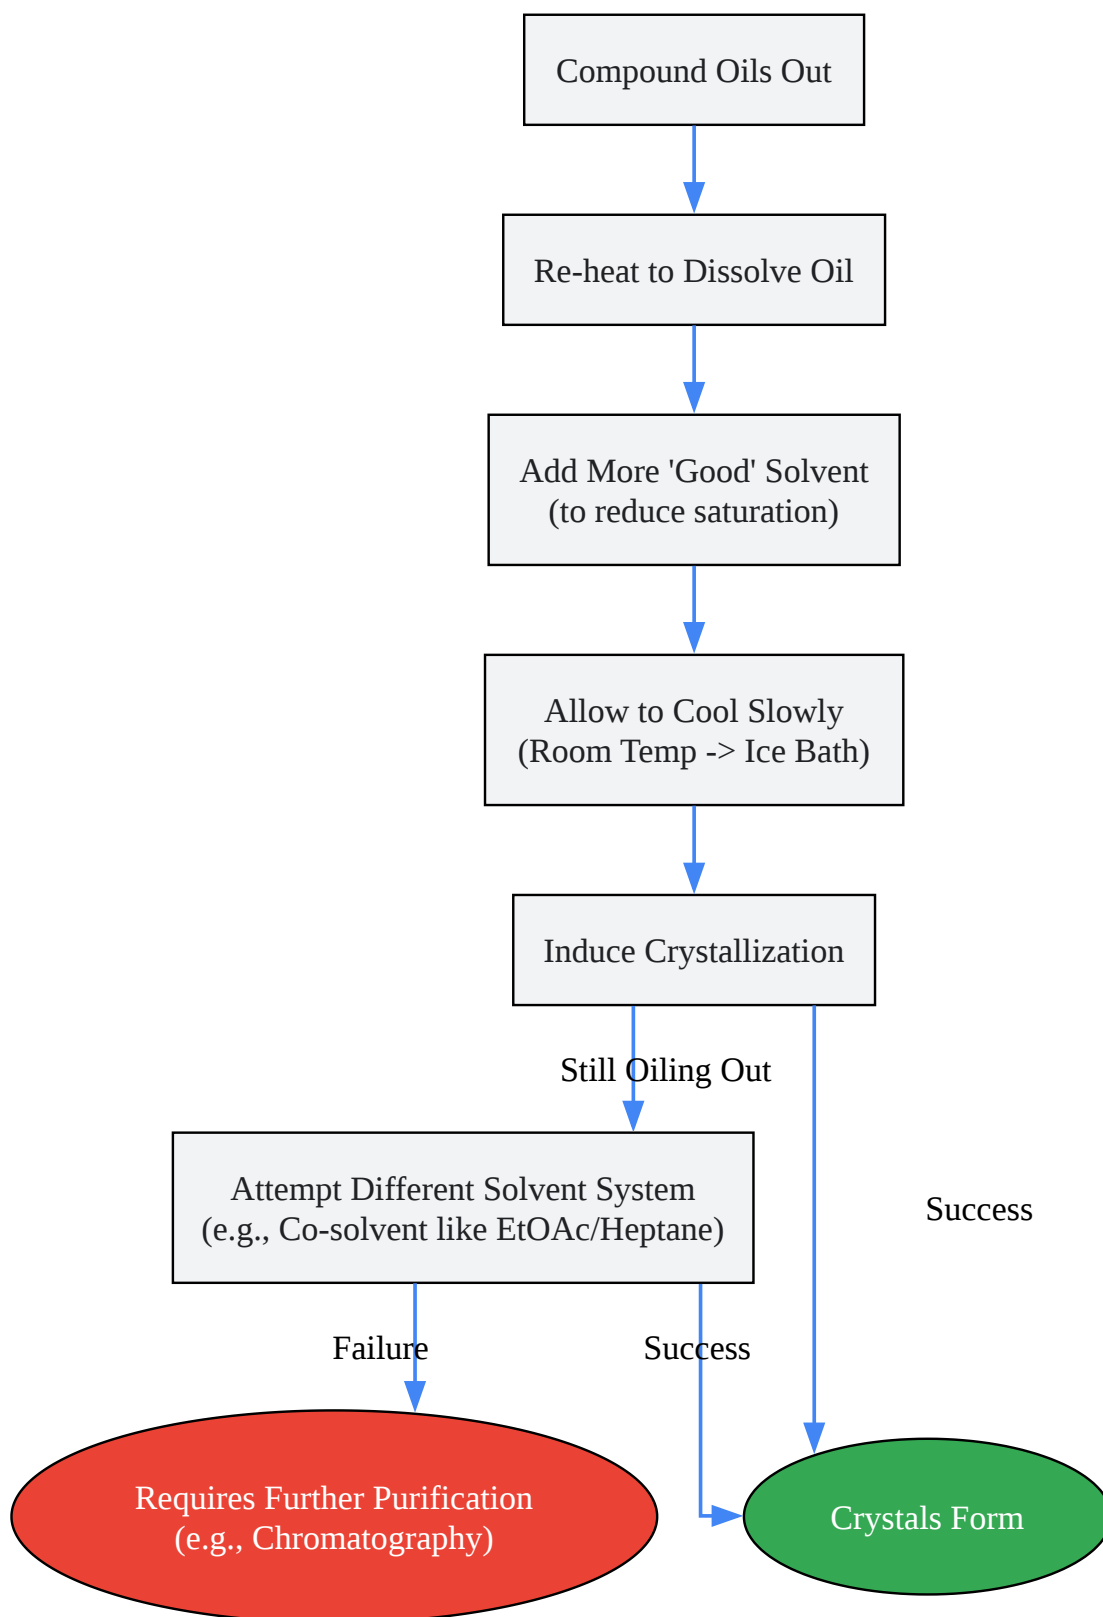 Compound Oils Out
Re-heat to Dissolve Oil
Add More 'Good' Solvent
(to reduce saturation)
Allow to Cool Slowly
(Room Temp -> Ice Bath)
Induce Crystallization
Still Oiling Out
Attempt Different Solvent System
(e.g., Co-solvent like EtOAc/Heptane)
Success
Failure
Success
Requires Further Purification
(e.g., Chromatography)
Crystals Form